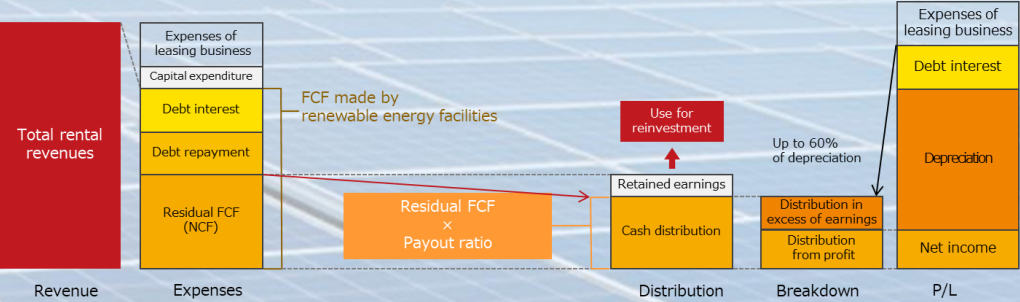 Total rental
revenues
Revenue
Expenses of
leasing business
Capital expenditure
Debt interest
Debt repayment
Residual FCF
(NCF)
Expenses
FCF made by
renewable energy facilities
Residual FCF
×
Payout ratio
Use for
reinvestment
Retained earnings
Cash distribution
Distribution
Up to 60%
of depreciation
Distribution in
excess of earnings
Distribution
from profit
Breakdown
Expenses of
leasing business
Debt interest
Depreciation
Net income
P/L